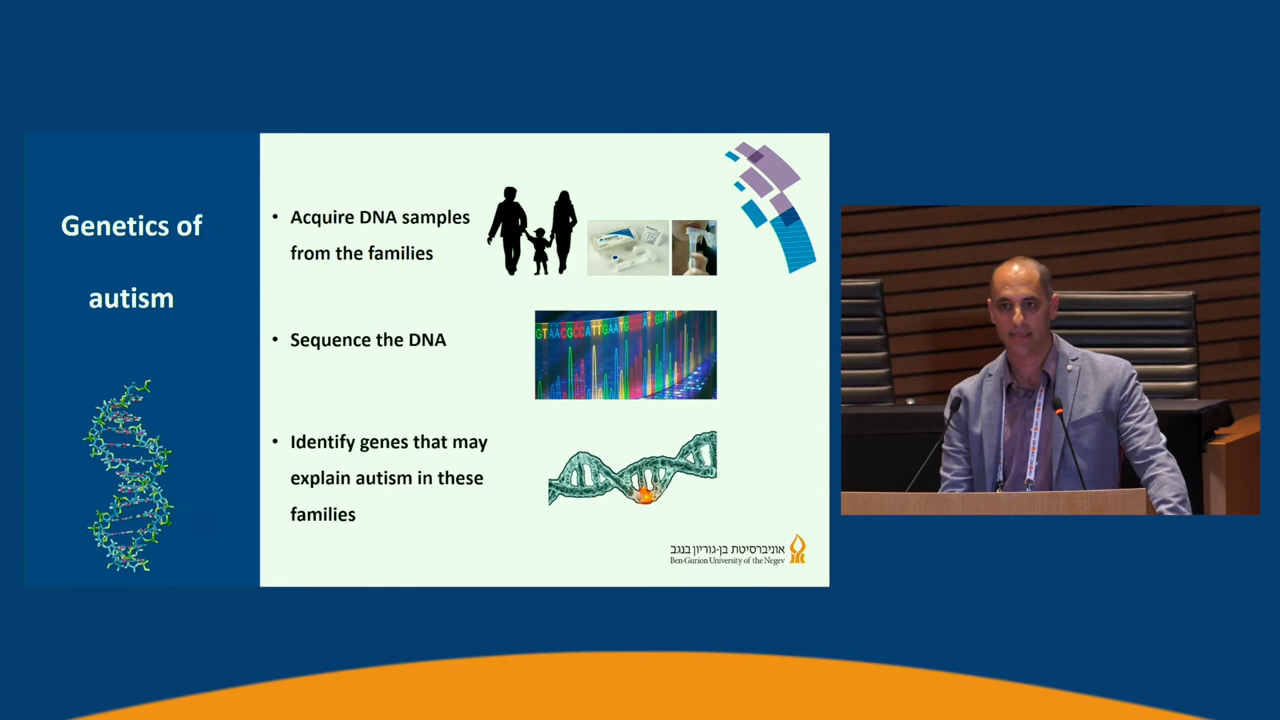 Genetics of
autism
• Acquire DNA samples
from the families
• Sequence the DNA
GTAACGCCATTGAATG
• Identify genes that may
explain autism in these
families
אוניברסיטת בן-גוריון בנגב
Ben-Gurion University of the Negev